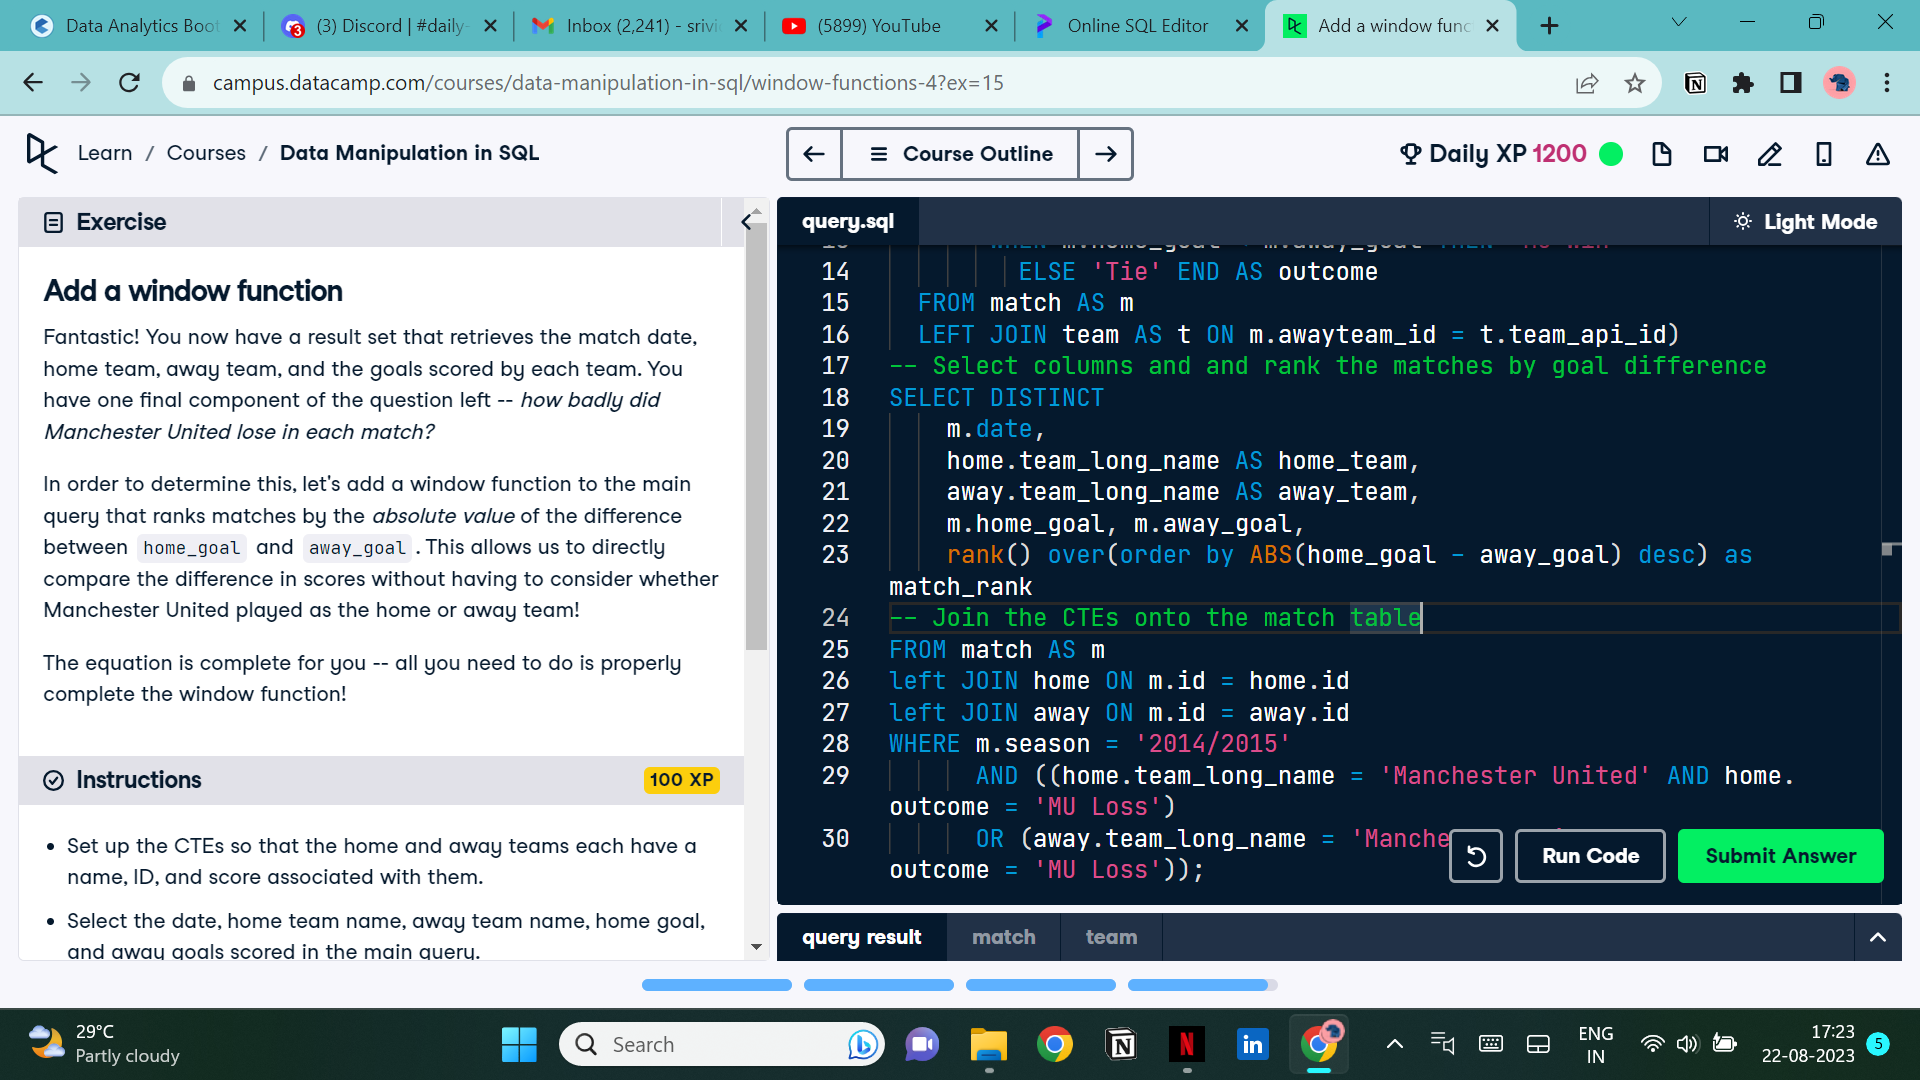 Data Analytics Boot
(3) Discord | #daily-
Inbox (2,241) - srivi
(5899) YouTube
Online SQL Editor
Add a window func
campus.datacamp.com/courses/data-manipulation-in-sql/window-functions-4?ex=15
Learn / Courses / Data Manipulation in SQL
Course Outline
Daily XP 1200
Exercise
Add a window function
Fantastic! You now have a result set that retrieves the match date,
home team, away team, and the goals scored by each team. You
have one final component of the question left -- how badly did
Manchester United lose in each match?
In order to determine this, let's add a window function to the main
query that ranks matches by the absolute value of the difference
between home_goal and away_goal. This allows us to directly
compare the difference in scores without having to consider whether
Manchester United played as the home or away team!
The equation is complete for you -- all you need to do is properly
complete the window function!
Instructions
100 XP
• Set up the CTEs so that the home and away teams each have a
name, ID, and score associated with them.
• Select the date, home team name, away team name, home goal,
and away goals scored in the main query.
query.sql
Light Mode
14 ELSE 'Tie' END AS outcome
15 FROM match AS m
16 LEFT JOIN team AS t ON m.awayteam_id = t.team_api_id)
17 -- Select columns and and rank the matches by goal difference
18 SELECT DISTINCT
19 m.date,
20 home.team_long_name AS home_team,
21 away.team_long_name AS away_team,
22 m.home_goal, m.away_goal,
23 rank() over(order by ABS(home_goal - away_goal) desc) as
match_rank
24 -- Join the CTEs onto the match table
25 FROM match AS m
26 left JOIN home ON m.id = home.id
27 left JOIN away ON m.id = away.id
28 WHERE m.season = '2014/2015'
29 AND ((home.team_long_name = 'Manchester United' AND home.
outcome = 'MU Loss')
30 OR (away.team_long_name = 'Manche
outcome = 'MU Loss'));
Run Code
Submit Answer
query result
match
team
29°C
Partly cloudy
Search
ENG
IN
17:23
22-08-2023
5